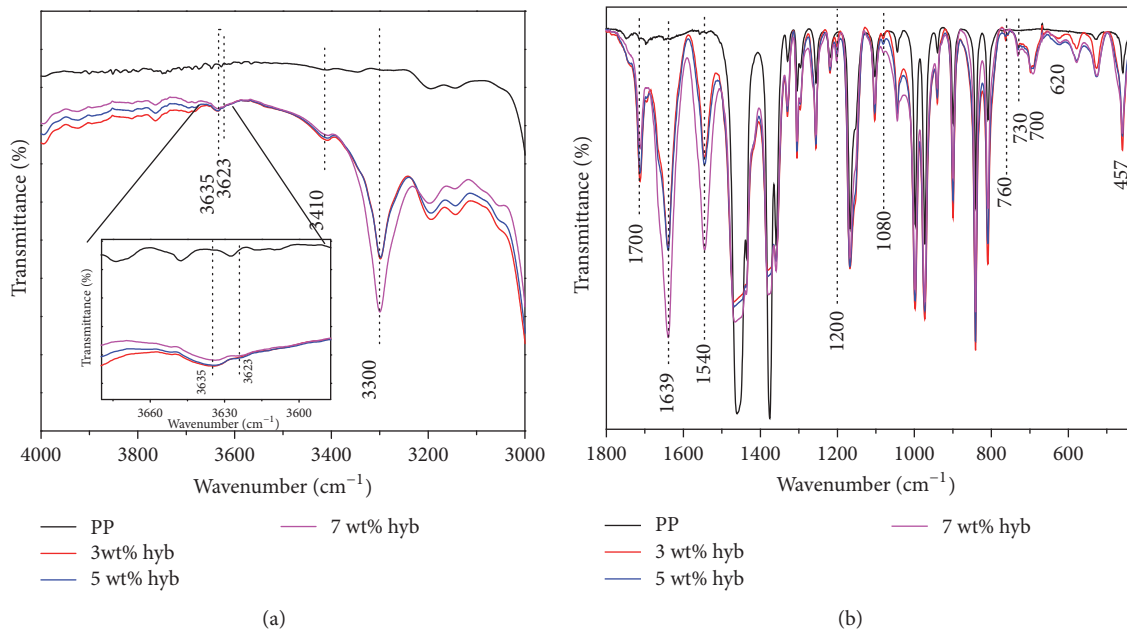 Transmittance (%)
3635
3623
3410
3300
Transmittance (%)
3635
3623
3660
3630
3600
Wavenumber (cm⁻¹)
4000
3800
3600
3400
3200
3000
Wavenumber (cm⁻¹)
PP
3wt% hyb
5 wt% hyb
7 wt% hyb
(a)
Transmittance (%)
1700
1639
1540
1200
1080
760
730
700
620
457
1800
1600
1400
1200
1000
800
600
Wavenumber (cm⁻¹)
PP
3 wt% hyb
5 wt% hyb
7 wt% hyb
(b)